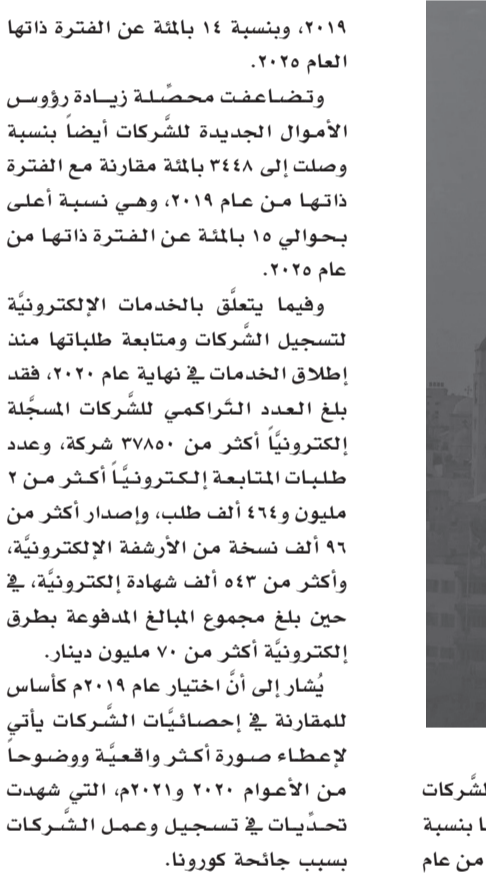 ٢٠١٩، وبنسبة ١٤ بالمئة عن الفترة ذاتها
العام ٢٠٢٥.
وتضاعفت محصِّلة زيادة رؤوس
الأموال الجديدة للشَّركات أيضاً بنسبة
وصلت إلى ٣٤٤٨ بالمئة مقارنة مع الفترة
ذاتها من عام ٢٠١٩، وهي نسبة أعلى
بحوالي ١٥ بالمئة عن الفترة ذاتها من
عام ٢٠٢٥.
وفيما يتعلَّق بالخدمات الإلكترونيَّة
لتسجيل الشَّركات ومتابعة طلباتها منذ
إطلاق الخدمات في نهاية عام ٢٠٢٠، فقد
بلغ العدد التَّراكمي للشَّركات المسجَّلة
إلكترونيَّاً أكثر من ٣٧٨٥٠ شركة، وعدد
طلبات المتابعة إلكترونيَّاً أكثر من ٢
مليون و٤٦٤ ألف طلب، وإصدار أكثر من
٩٦ ألف نسخة من الأرشفة الإلكترونيَّة،
وأكثر من ٥٤٣ ألف شهادة إلكترونيَّة، في
حين بلغ مجموع المبالغ المدفوعة بطرق
إلكترونيَّة أكثر من ٧٠ مليون دينار.
يُشار إلى أنَّ اختيار عام ٢٠١٩م كأساس
للمقارنة في إحصائيَّات الشَّركات يأتي
لإعطاء صورة أكثر واقعيَّة ووضوحاً
من الأعوام ٢٠٢٠ و٢٠٢١م، التي شهدت
تحدِّيات في تسجيل وعمل الشَّركات
بسبب جائحة كورونا.
لشَّركات
ا بنسبة
من عام